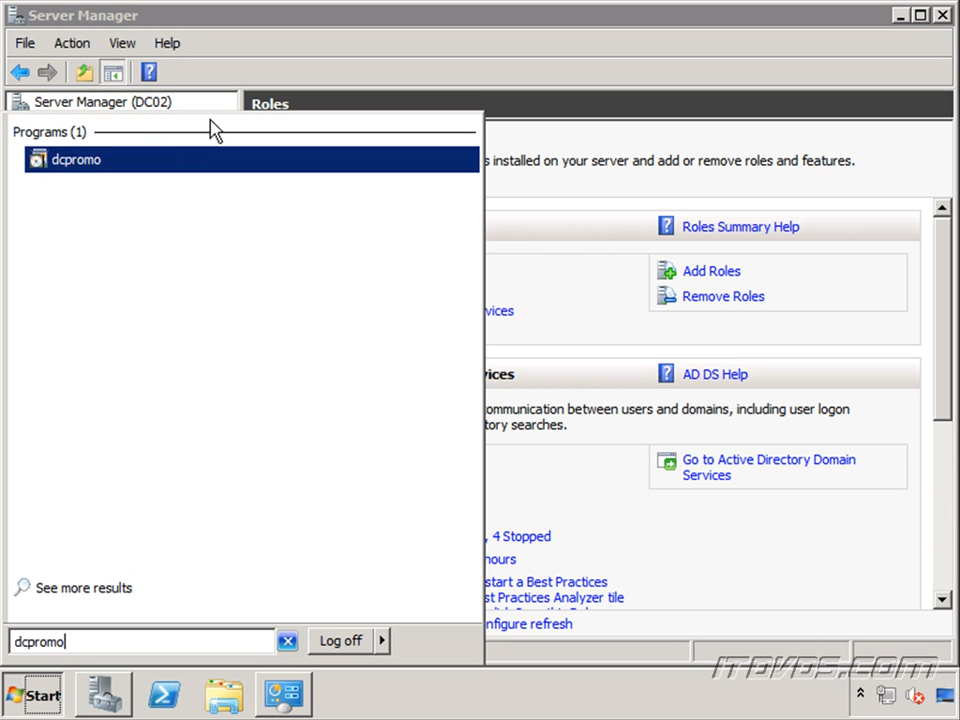 Server Manager
File Action View Help
Server Manager (DC02)
Roles
Programs (1)
dcpromo
s installed on your server and add or remove roles and features.
Roles Summary Help
Add Roles
Remove Roles
vices
vices
AD DS Help
ommunication between users and domains, including user logon
tory searches.
Go to Active Directory Domain
Services
, 4 Stopped
hours
start a Best Practices
st Practices Analyzer tile
nfigure refresh
See more results
dcpromo
Log off
ITDVDS.COM
Start